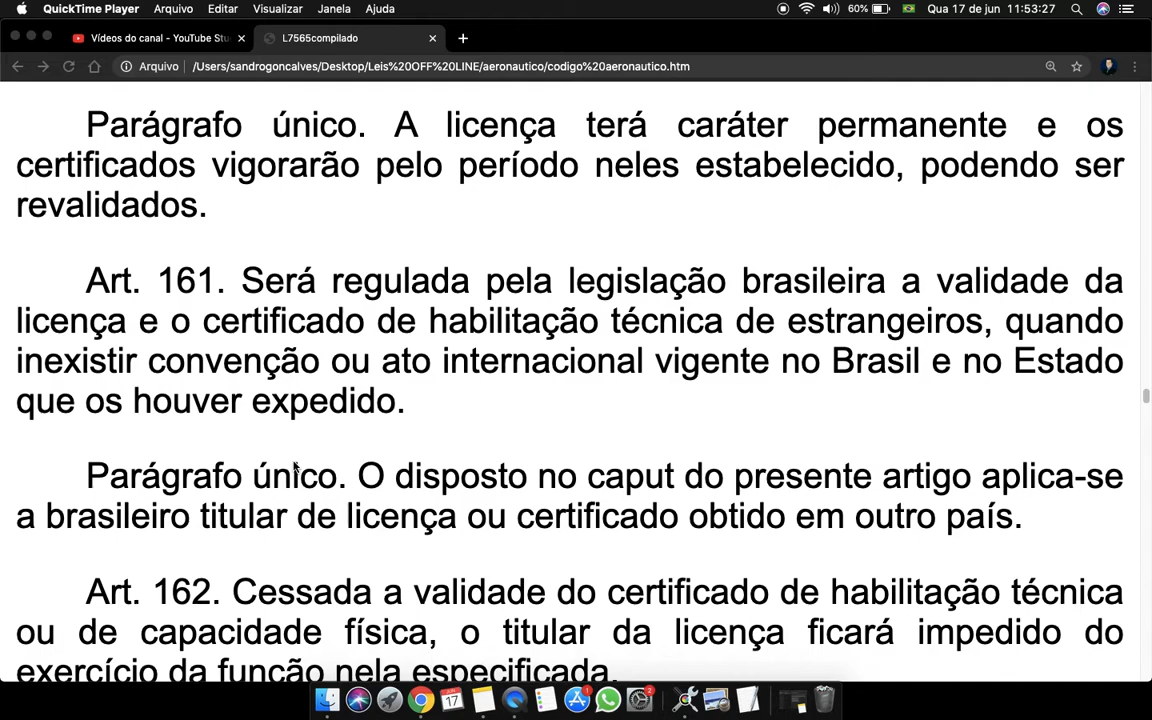 QuickTime Player Arquivo Editar Visualizar Janela Ajuda 60% Qua 17 de jun 11:53:27
Vídeos do canal - YouTube Stu L7565compilado
Arquivo /Users/sandrogoncalves/Desktop/Leis%20OFF%20LINE/aeronautico/codigo%20aeronautico.htm
Parágrafo único. A licença terá caráter permanente e os
certificados vigorarão pelo período neles estabelecido, podendo ser
revalidados.
Art. 161. Será regulada pela legislação brasileira a validade da
licença e o certificado de habilitação técnica de estrangeiros, quando
inexistir convenção ou ato internacional vigente no Brasil e no Estado
que os houver expedido.
Parágrafo único. O disposto no caput do presente artigo aplica-se
a brasileiro titular de licença ou certificado obtido em outro país.
Art. 162. Cessada a validade do certificado de habilitação técnica
ou de capacidade física, o titular da licença ficará impedido do
exercício da função nela especificada.
JUN
17
1
2